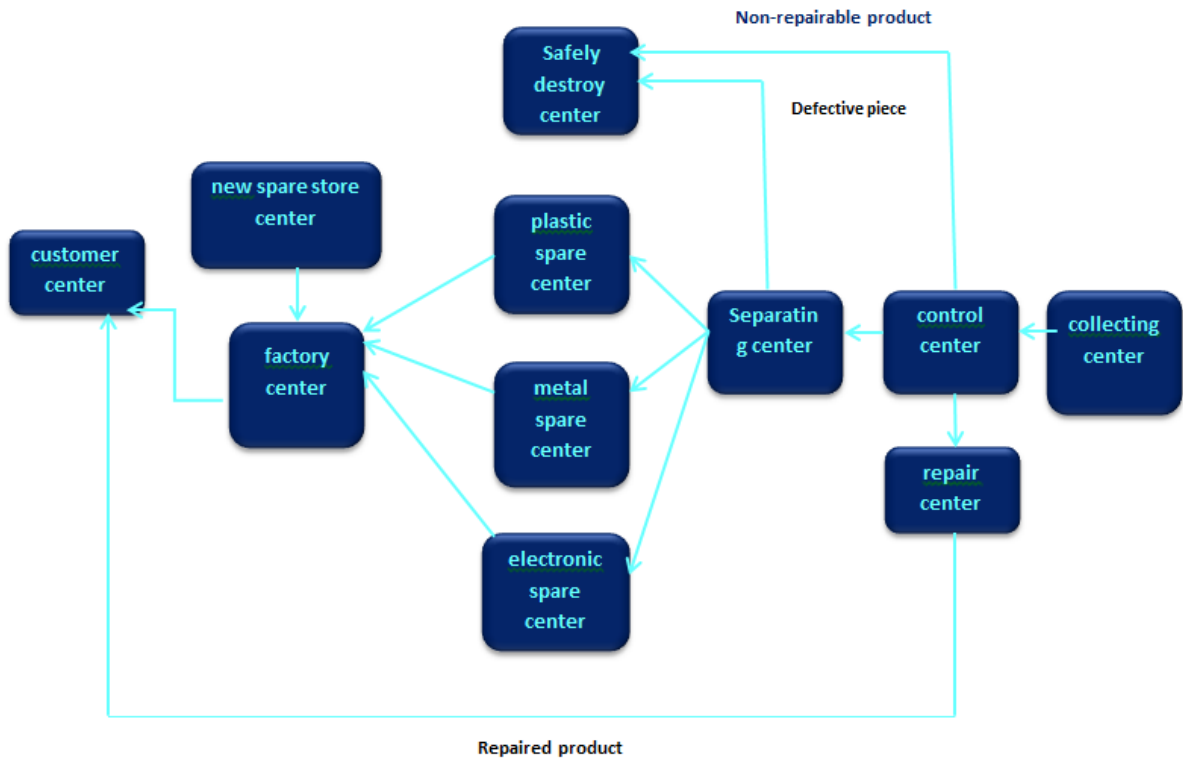 Non-repairable product
Safely
destroy
center
Defective piece
new spare store
center
plastic
spare
center
customer
center
Separatin
g center
control
center
collecting
center
factory
center
metal
spare
center
repair
center
electronic
spare
center
Repaired product